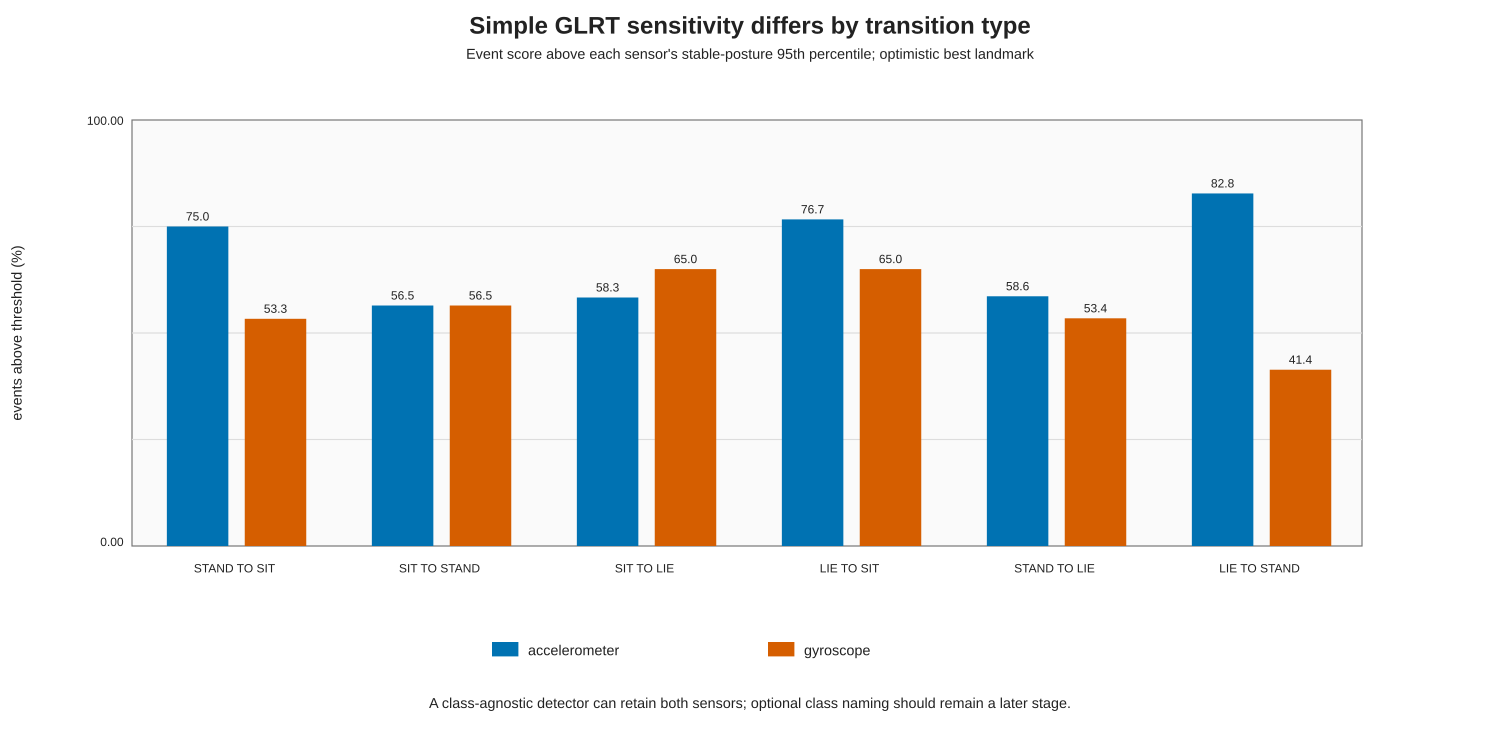 Simple GLRT sensitivity differs by transition type
Event score above each sensor's stable-posture 95th percentile; optimistic best landmark
100.00
0.00
events above threshold (%)
75.0
53.3
56.5
56.5
58.3
65.0
76.7
65.0
58.6
53.4
82.8
41.4
STAND TO SIT
SIT TO STAND
SIT TO LIE
LIE TO SIT
STAND TO LIE
LIE TO STAND
accelerometer
gyroscope
A class-agnostic detector can retain both sensors; optional class naming should remain a later stage.